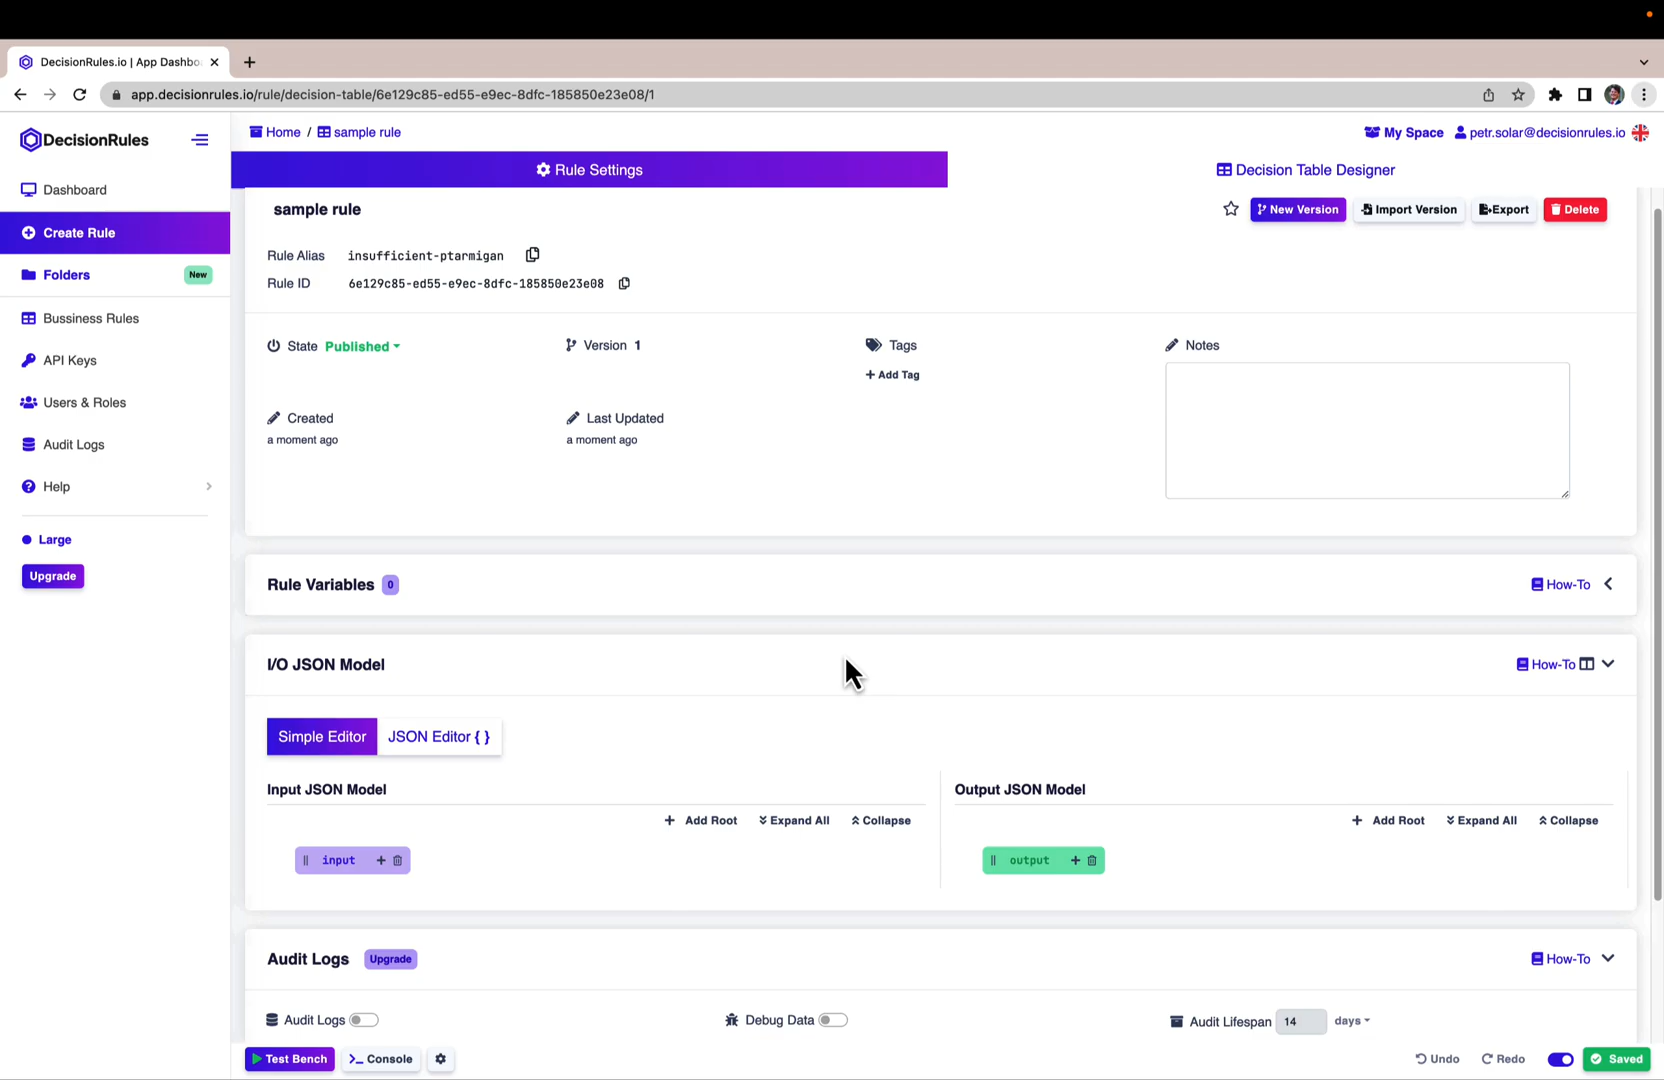 DecisionRules.io | App Dashbo
app.decisionrules.io/rule/decision-table/6e129c85-ed55-e9ec-8dfc-185850e23e08/1
DecisionRules
Home / sample rule
My Space petr.solar@decisionrules.io
Rule Settings
Decision Table Designer
Dashboard
Create Rule
Folders New
Bussiness Rules
API Keys
Users & Roles
Audit Logs
Help
Large
Upgrade
sample rule
New Version Import Version Export Delete
Rule Alias insufficient-ptarmigan
Rule ID 6e129c85-ed55-e9ec-8dfc-185850e23e08
State Published Version 1 Tags Notes
+ Add Tag
Created Last Updated
a moment ago a moment ago
Rule Variables 0 How-To
I/O JSON Model How-To
Simple Editor JSON Editor { }
Input JSON Model Output JSON Model
+ Add Root Expand All Collapse + Add Root Expand All Collapse
input + output +
Audit Logs Upgrade How-To
Audit Logs Debug Data Audit Lifespan 14 days
Test Bench >_ Console Undo Redo Saved